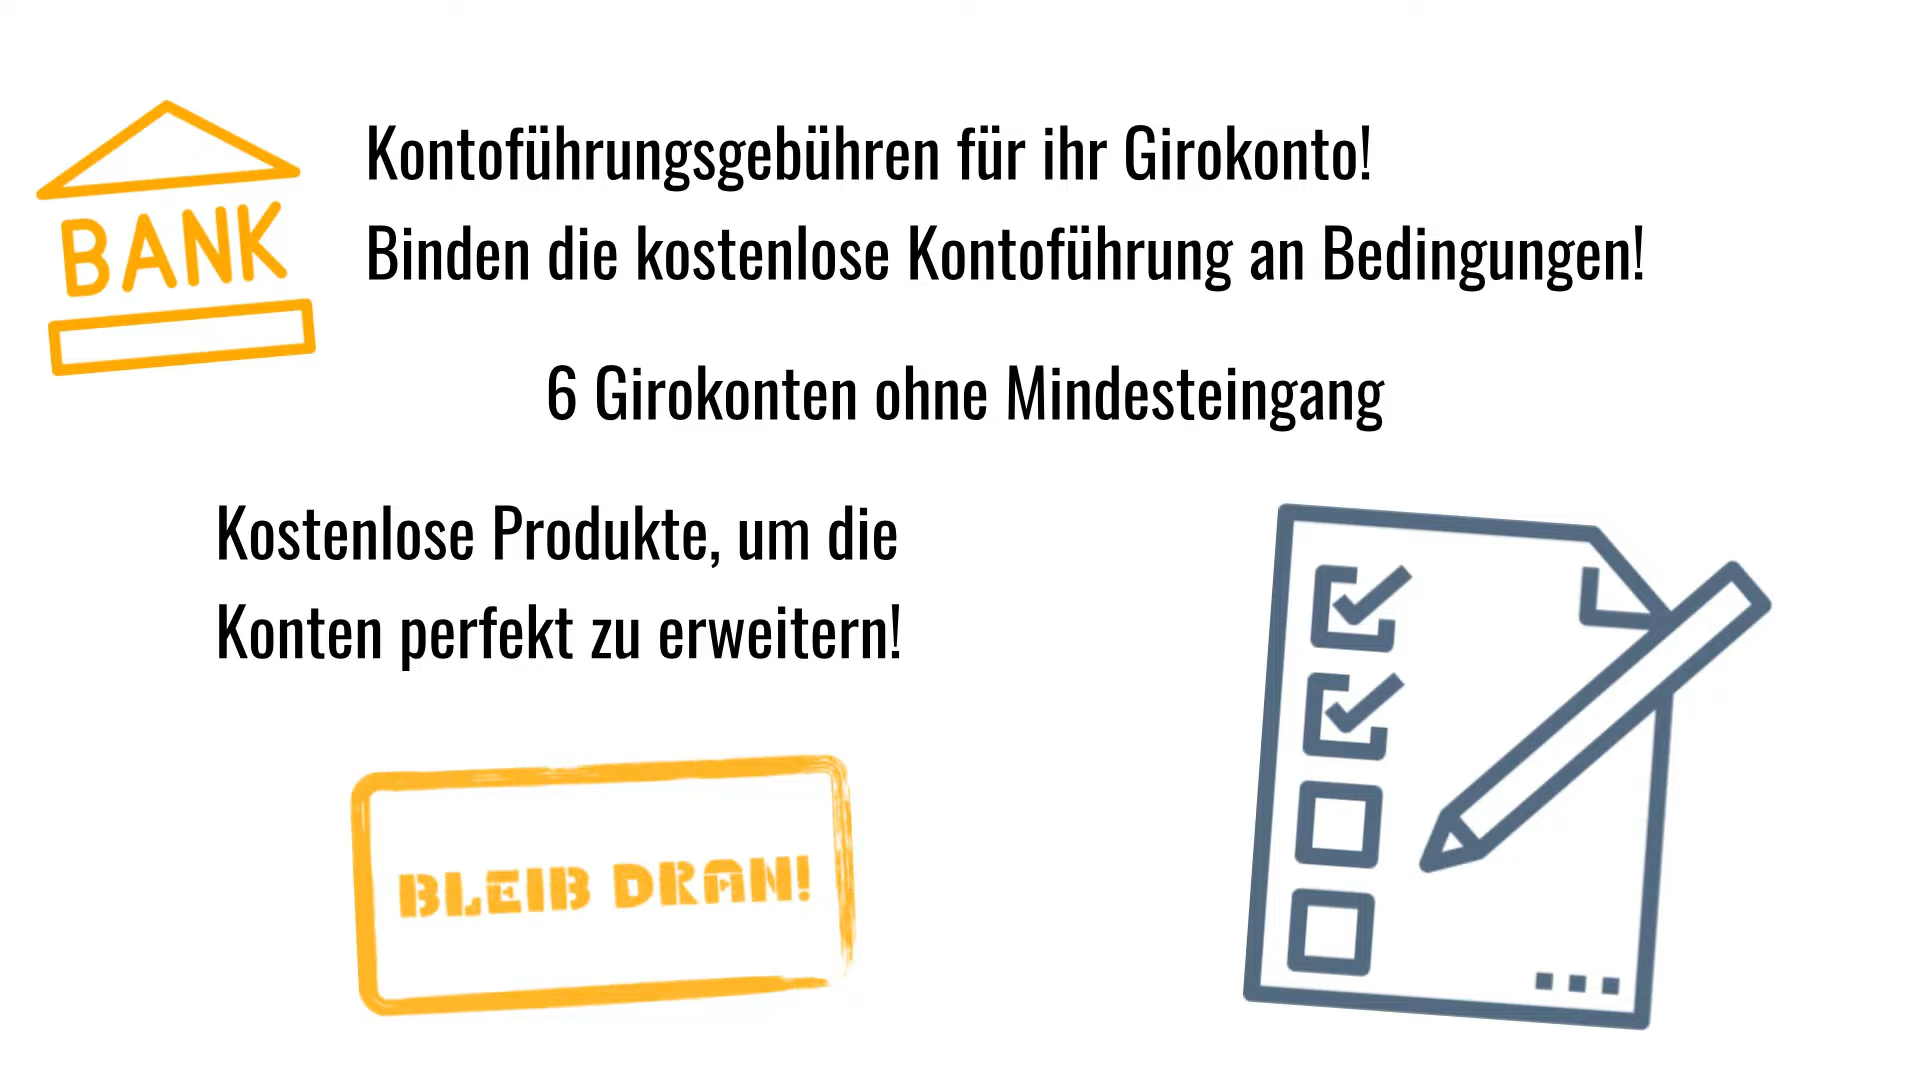 BANK
Kontoführungsgebühren für ihr Girokonto!
Binden die kostenlose Kontoführung an Bedingungen!
6 Girokonten ohne Mindesteingang
Kostenlose Produkte, um die
Konten perfekt zu erweitern!
BLEIB DRAN!